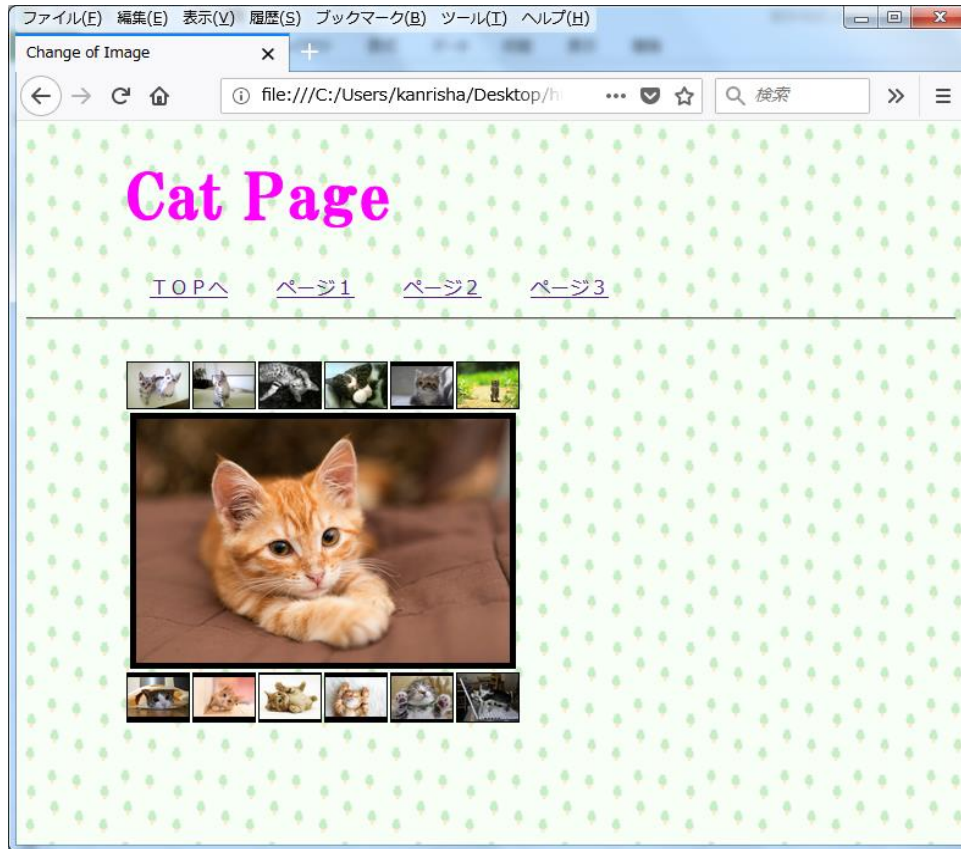 ファイル(F) 編集(E) 表示(V) 履歴(S) ブックマーク(B) ツール(T) ヘルプ(H)
Change of Image
file:///C:/Users/kanrisha/Desktop/h
検索
Cat Page
ＴＯＰへ ページ１ ページ２ ページ３